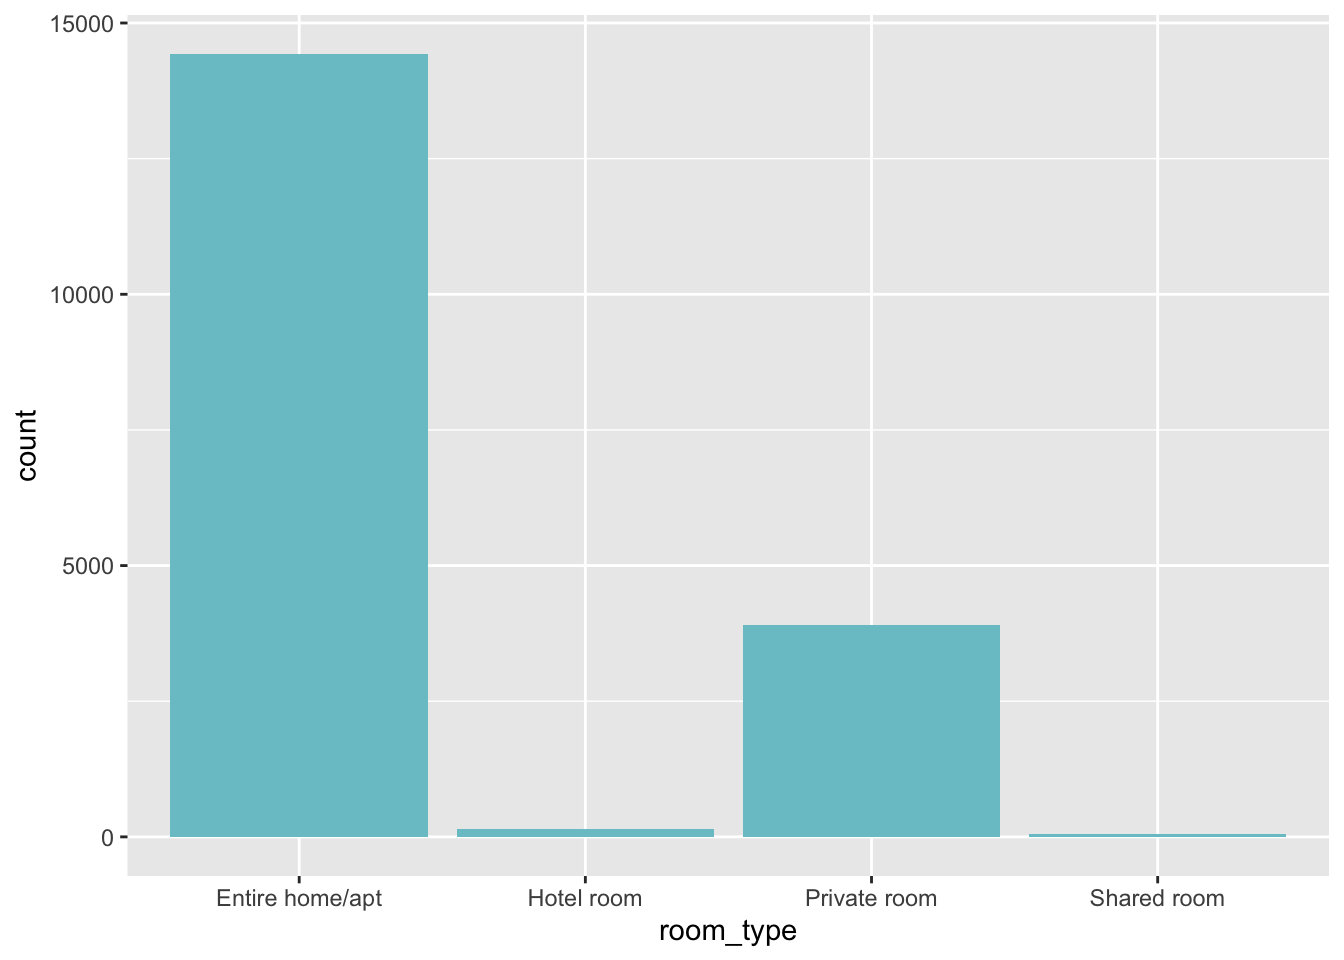 15000
10000
5000
0
count
Entire home/apt
Hotel room
Private room
Shared room
room_type